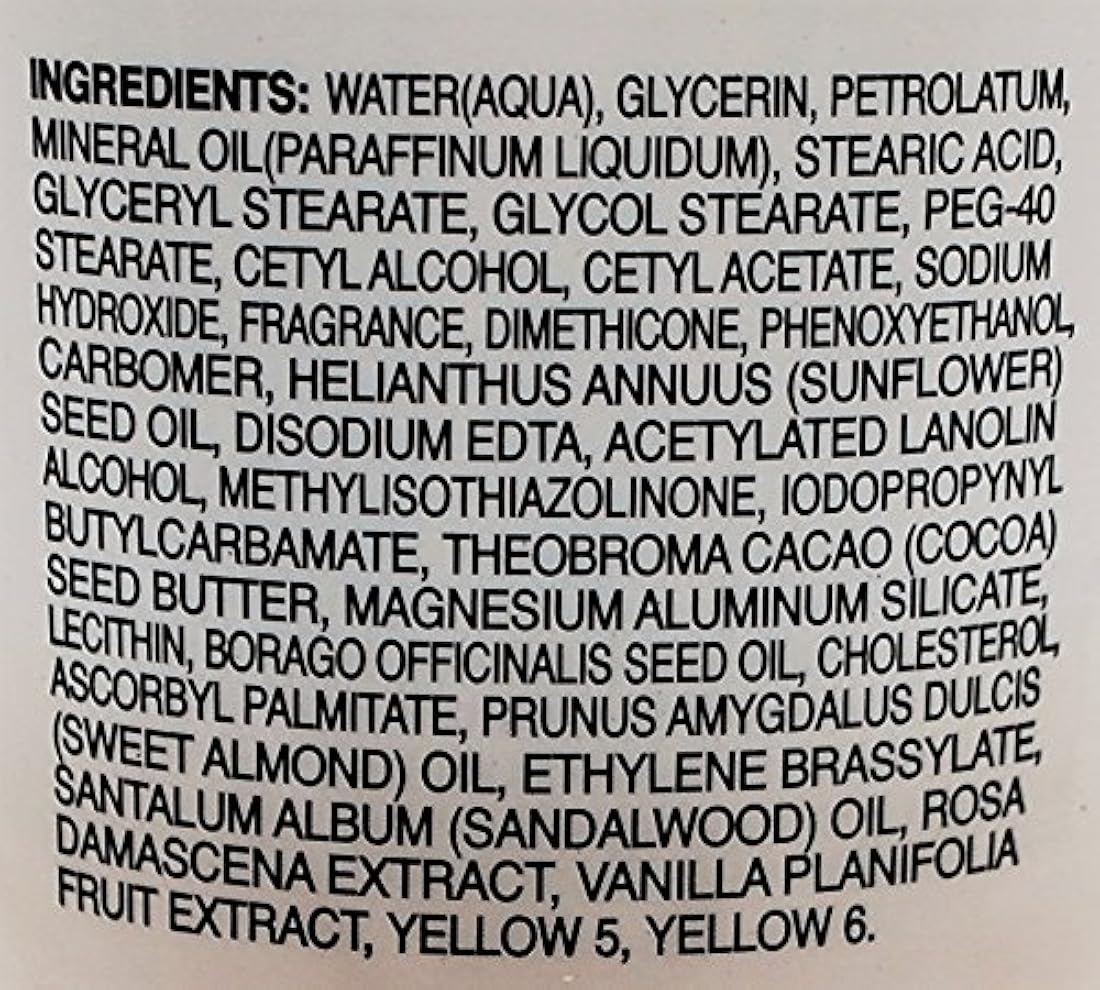 INGREDIENTS: WATER(AQUA), GLYCERIN, PETROLATUM,
MINERAL OIL(PARAFFINUM LIQUIDUM), STEARIC ACID,
GLYCERYL STEARATE, GLYCOL STEARATE, PEG-40
STEARATE, CETYL ALCOHOL, CETYL ACETATE, SODIUM
HYDROXIDE, FRAGRANCE, DIMETHICONE, PHENOXYETHANOL,
CARBOMER, HELIANTHUS ANNUUS (SUNFLOWER)
SEED OIL, DISODIUM EDTA, ACETYLATED LANOLIN
ALCOHOL, METHYLISOTHIAZOLINONE, IODOPROPYNYL
BUTYLCARBAMATE, THEOBROMA CACAO (COCOA)
SEED BUTTER, MAGNESIUM ALUMINUM SILICATE,
LECITHIN, BORAGO OFFICINALIS SEED OIL, CHOLESTEROL,
ASCORBYL PALMITATE, PRUNUS AMYGDALUS DULCIS
(SWEET ALMOND) OIL, ETHYLENE BRASSYLATE,
SANTALUM ALBUM (SANDALWOOD) OIL, ROSA
DAMASCENA EXTRACT, VANILLA PLANIFOLIA
FRUIT EXTRACT, YELLOW 5, YELLOW 6.